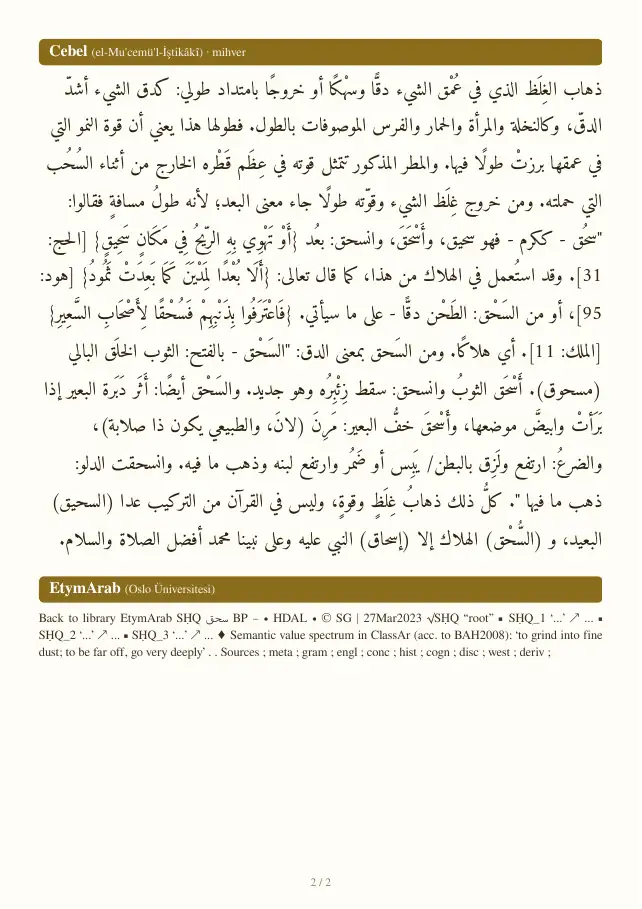 Cebel (el-Mu'cemü'l-İştikâkî) · mihver
ذهاب الغِلَظ الذي في عُمْق الشيء دقًّا وسهْكًا أو خروجًا بامتداد طولي: كدق الشيء أشدّ
الدقّ، وكالنخلة والمرأة والحمار والفرس الموصوفات بالطول. فطولها هذا يعني أن قوة النمو التي
في عمقها برزتْ طولًا فيها. والمطر المذكور تتمثل قوته في عِظَم قَطْره الخارج من أثناء السُحُب
التي حملته. ومن خروج غِلَظ الشيء وقوّته طولًا جاء معنى البعد؛ لأنه طولُ مسافةٍ فقالوا:
"سحُق - ككرم - فهو سحيق، وأَسْحَقَ، وانسحق: بعُد {أَوْ تَهْوِي بِهِ الرِّيحُ فِي مَكَانٍ سَحِيقٍ} [الحج:
31]. وقد استُعمل في الهلاك من هذا، كما قال تعالى: {أَلَا بُعْدًا لِمَدْيَنَ كَمَا بَعِدَتْ ثَمُودُ} [هود:
95]، أو من السَحْق: الطَحْن دقًّا - على ما سيأتي. {فَاعْتَرَفُوا بِذَنْبِهِمْ فَسُحْقًا لِأَصْحَابِ السَّعِيرِ}
[الملك: 11]. أي هلاكًا. ومن السَحق بمعنى الدق: "السَحْق - بالفتح: الثوب الخَلَق البالي
(مسحوق). أَسْحَق الثوبُ وانسحق: سقط زِئْبِرُه وهو جديد. والسَحْق أيضًا: أثَر دَبَرة البعير إذا
بَرَأتْ وابيضَّ موضعها، وأَسْحَقَ خفُّ البعير: مَرِنَ (لانَ، والطبيعي يكون ذا صلابة)،
والضرعُ: ارتفع ولَزِق بالبطن/ يَبِس أو ضَمُر وارتفع لبنه وذهب ما فيه. وانسحقت الدلو:
ذهب ما فيها ". كلُّ ذلك ذهابُ غِلَظٍ وقوةٍ، وليس في القرآن من التركيب عدا (السحيق)
البعيد، و (السُّحْق) الهلاك إلا (إسحاق) النبي عليه وعلى نبينا محمد أفضل الصلاة والسلام.
EtymArab (Oslo Üniversitesi)
Back to library EtymArab SḤQ سحق BP – • HDAL • © SG | 27Mar2023 √SḤQ “root” ▪ SḤQ_1 ‘...’ ↗ ... ▪
SḤQ_2 ‘...’ ↗ ... ▪ SḤQ_3 ‘...’ ↗ ... ♦ Semantic value spectrum in ClassAr (acc. to BAH2008): ‘to grind into fine
dust; to be far off, go very deeply’ . . Sources ; meta ; gram ; engl ; conc ; hist ; cogn ; disc ; west ; deriv ;
2 / 2